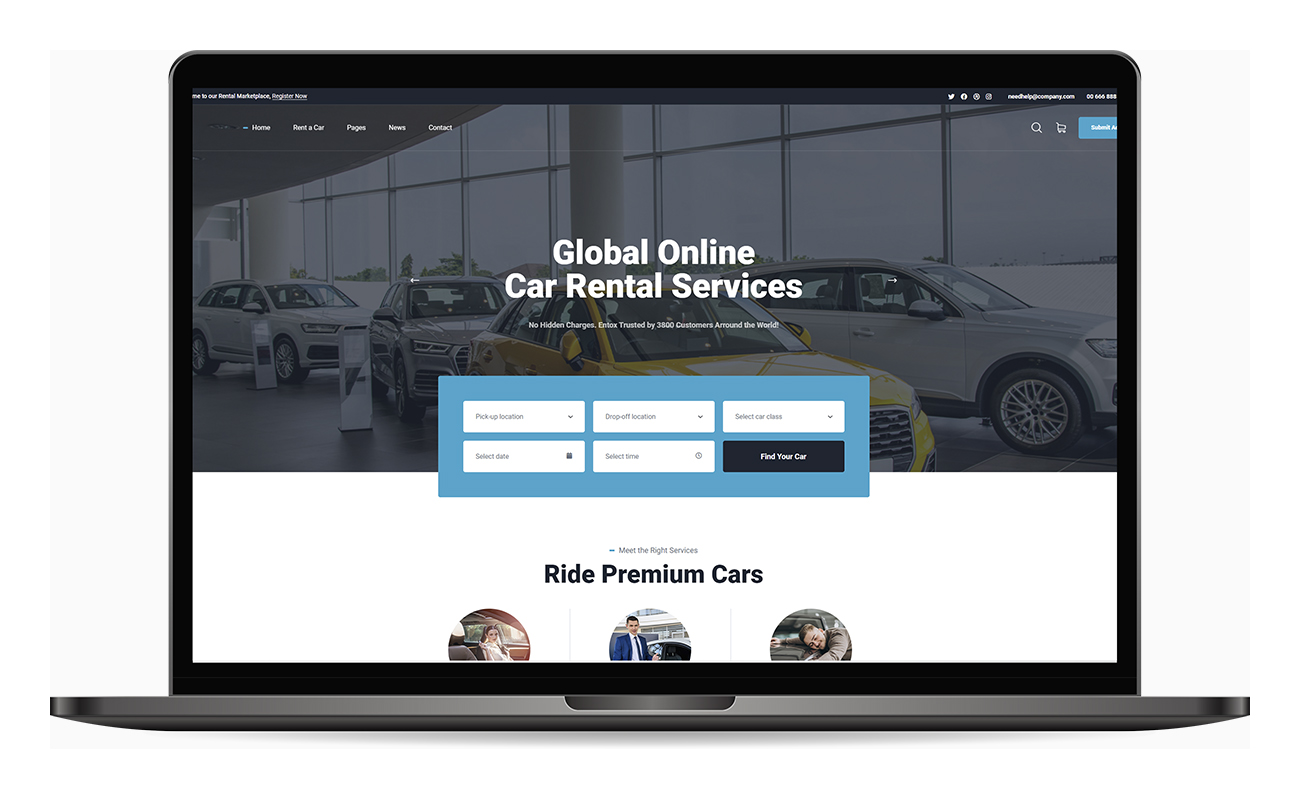 me to our Rental Marketplace, Register Now
needhelp@company.com 00 666 888
Home Rent a Car Pages News Contact
Submit
Global Online
Car Rental Services
No Hidden Charges. Entox Trusted by 3800 Customers Arround the World!
Pick-up location Drop-off location Select car class
Select date Select time Find Your Car
Meet the Right Services
Ride Premium Cars